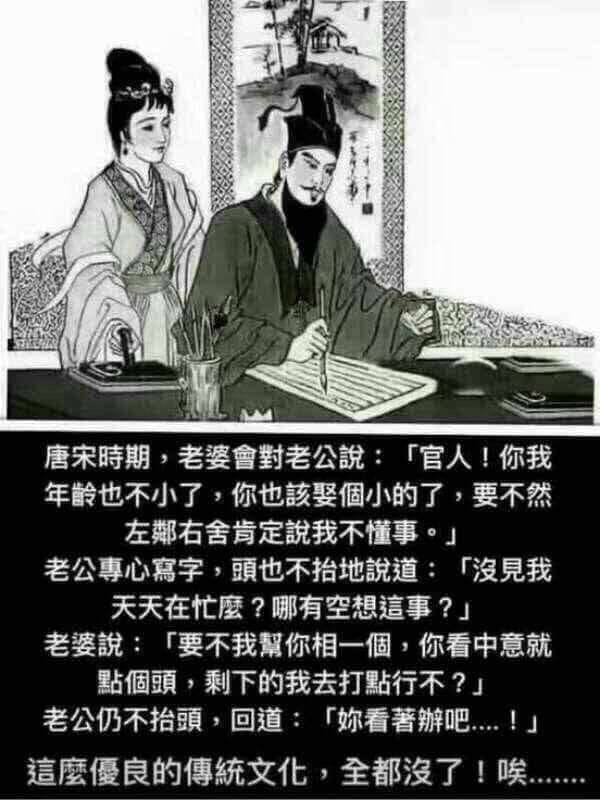 唐宋時期，老婆會對老公說：「官人！你我
年齡也不小了，你也該娶個小的了，要不然
左鄰右舍肯定說我不懂事。」
老公專心寫字，頭也不抬地說道：「沒見我
天天在忙麼？哪有空想這事？」
老婆說：「要不我幫你相一個，你看中意就
點個頭，剩下的我去打點行不？」
老公仍不抬頭，回道：「妳看著辦吧....！」
這麼優良的傳統文化，全都沒了！唉.......